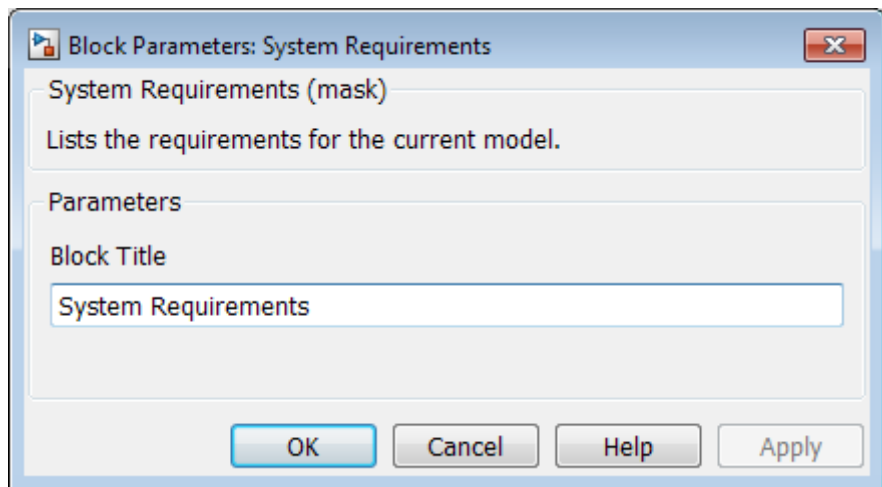 Block Parameters: System Requirements
System Requirements (mask)
Lists the requirements for the current model.
Parameters
Block Title
System Requirements
OK Cancel Help Apply